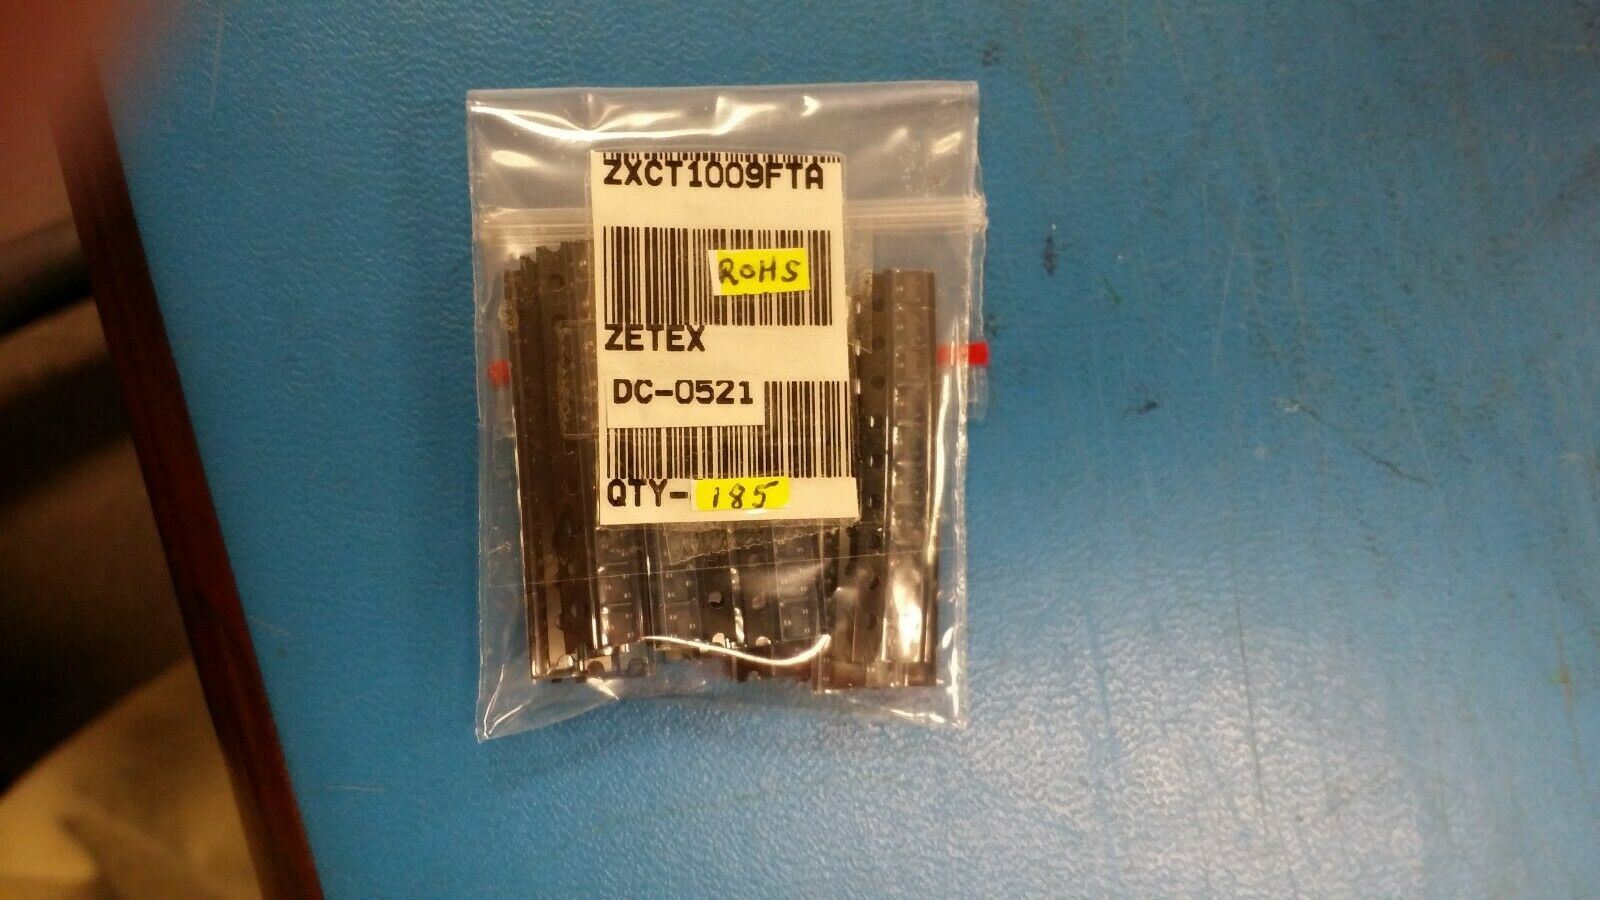 ZXCT1009FTA
ROHS
ZETEX
DC-0521
QTY-185